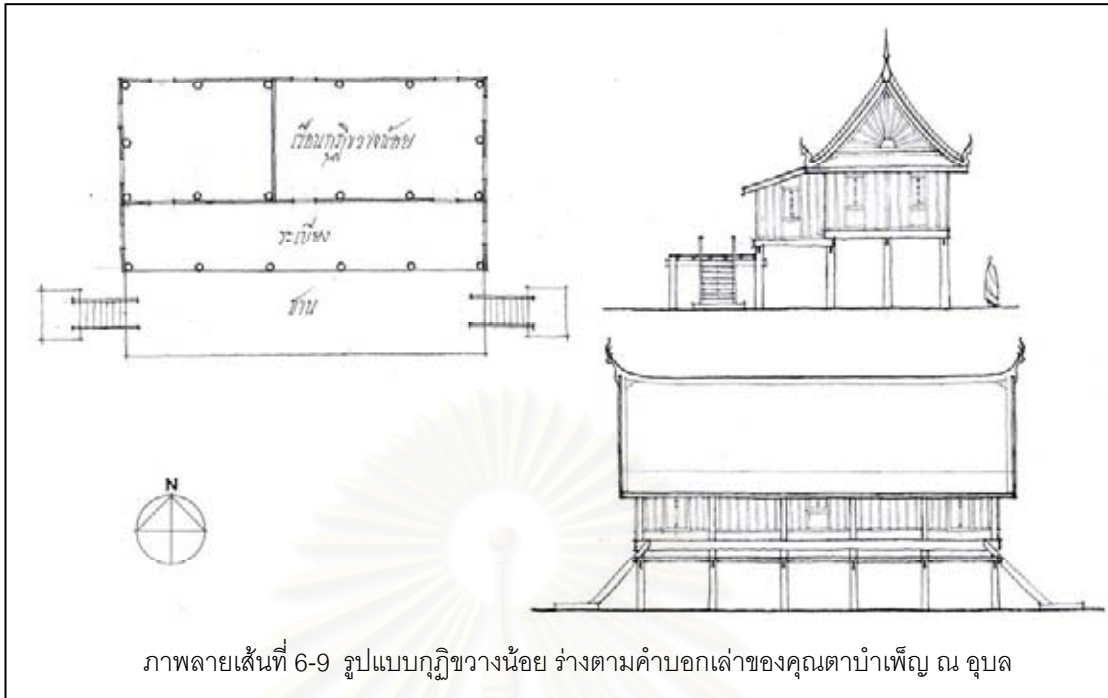 เรือนกุฏิขวางน้อย
ระเบียง
ชาน
N
ภาพลายเส้นที่ 6-9 รูปแบบกุฏิขวางน้อย ร่างตามคำบอกเล่าของคุณตาบำเพ็ญ ณ อุบล